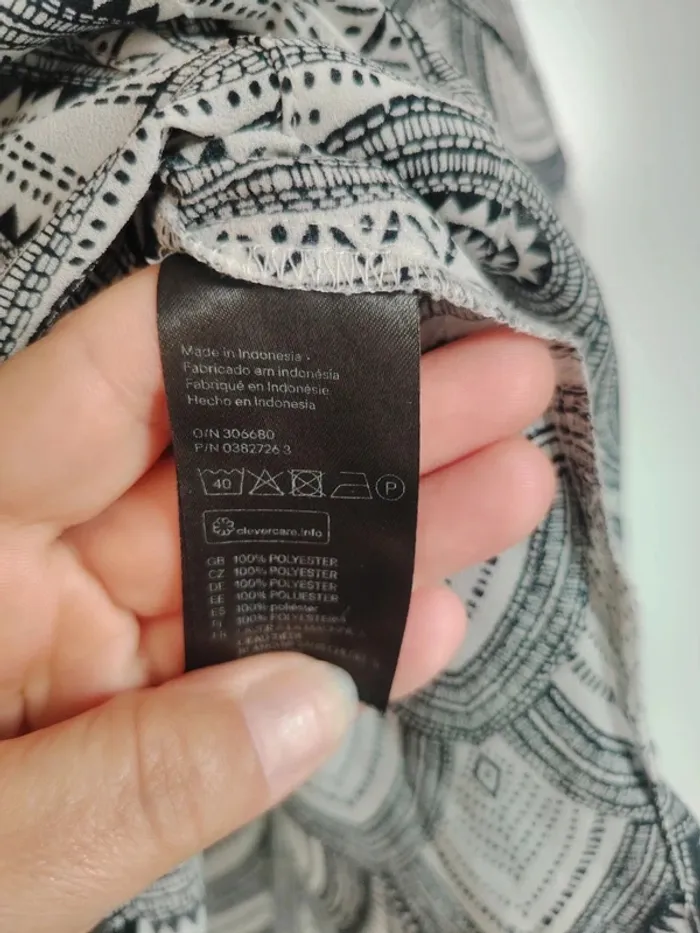 Made in Indonesia
Fabricado em indonésia
Fabriqué en Indonésie
Hecho en Indonesia
O/N 306680
P/N 0382726 3
40
P
clevercare.info
GB 100% POLYESTER
CZ 100% POLYESTER
DE 100% POLYESTER
EE 100% POLÜESTER
ES 100% poliéster
FI 100% POLYESTERIÄ
FR